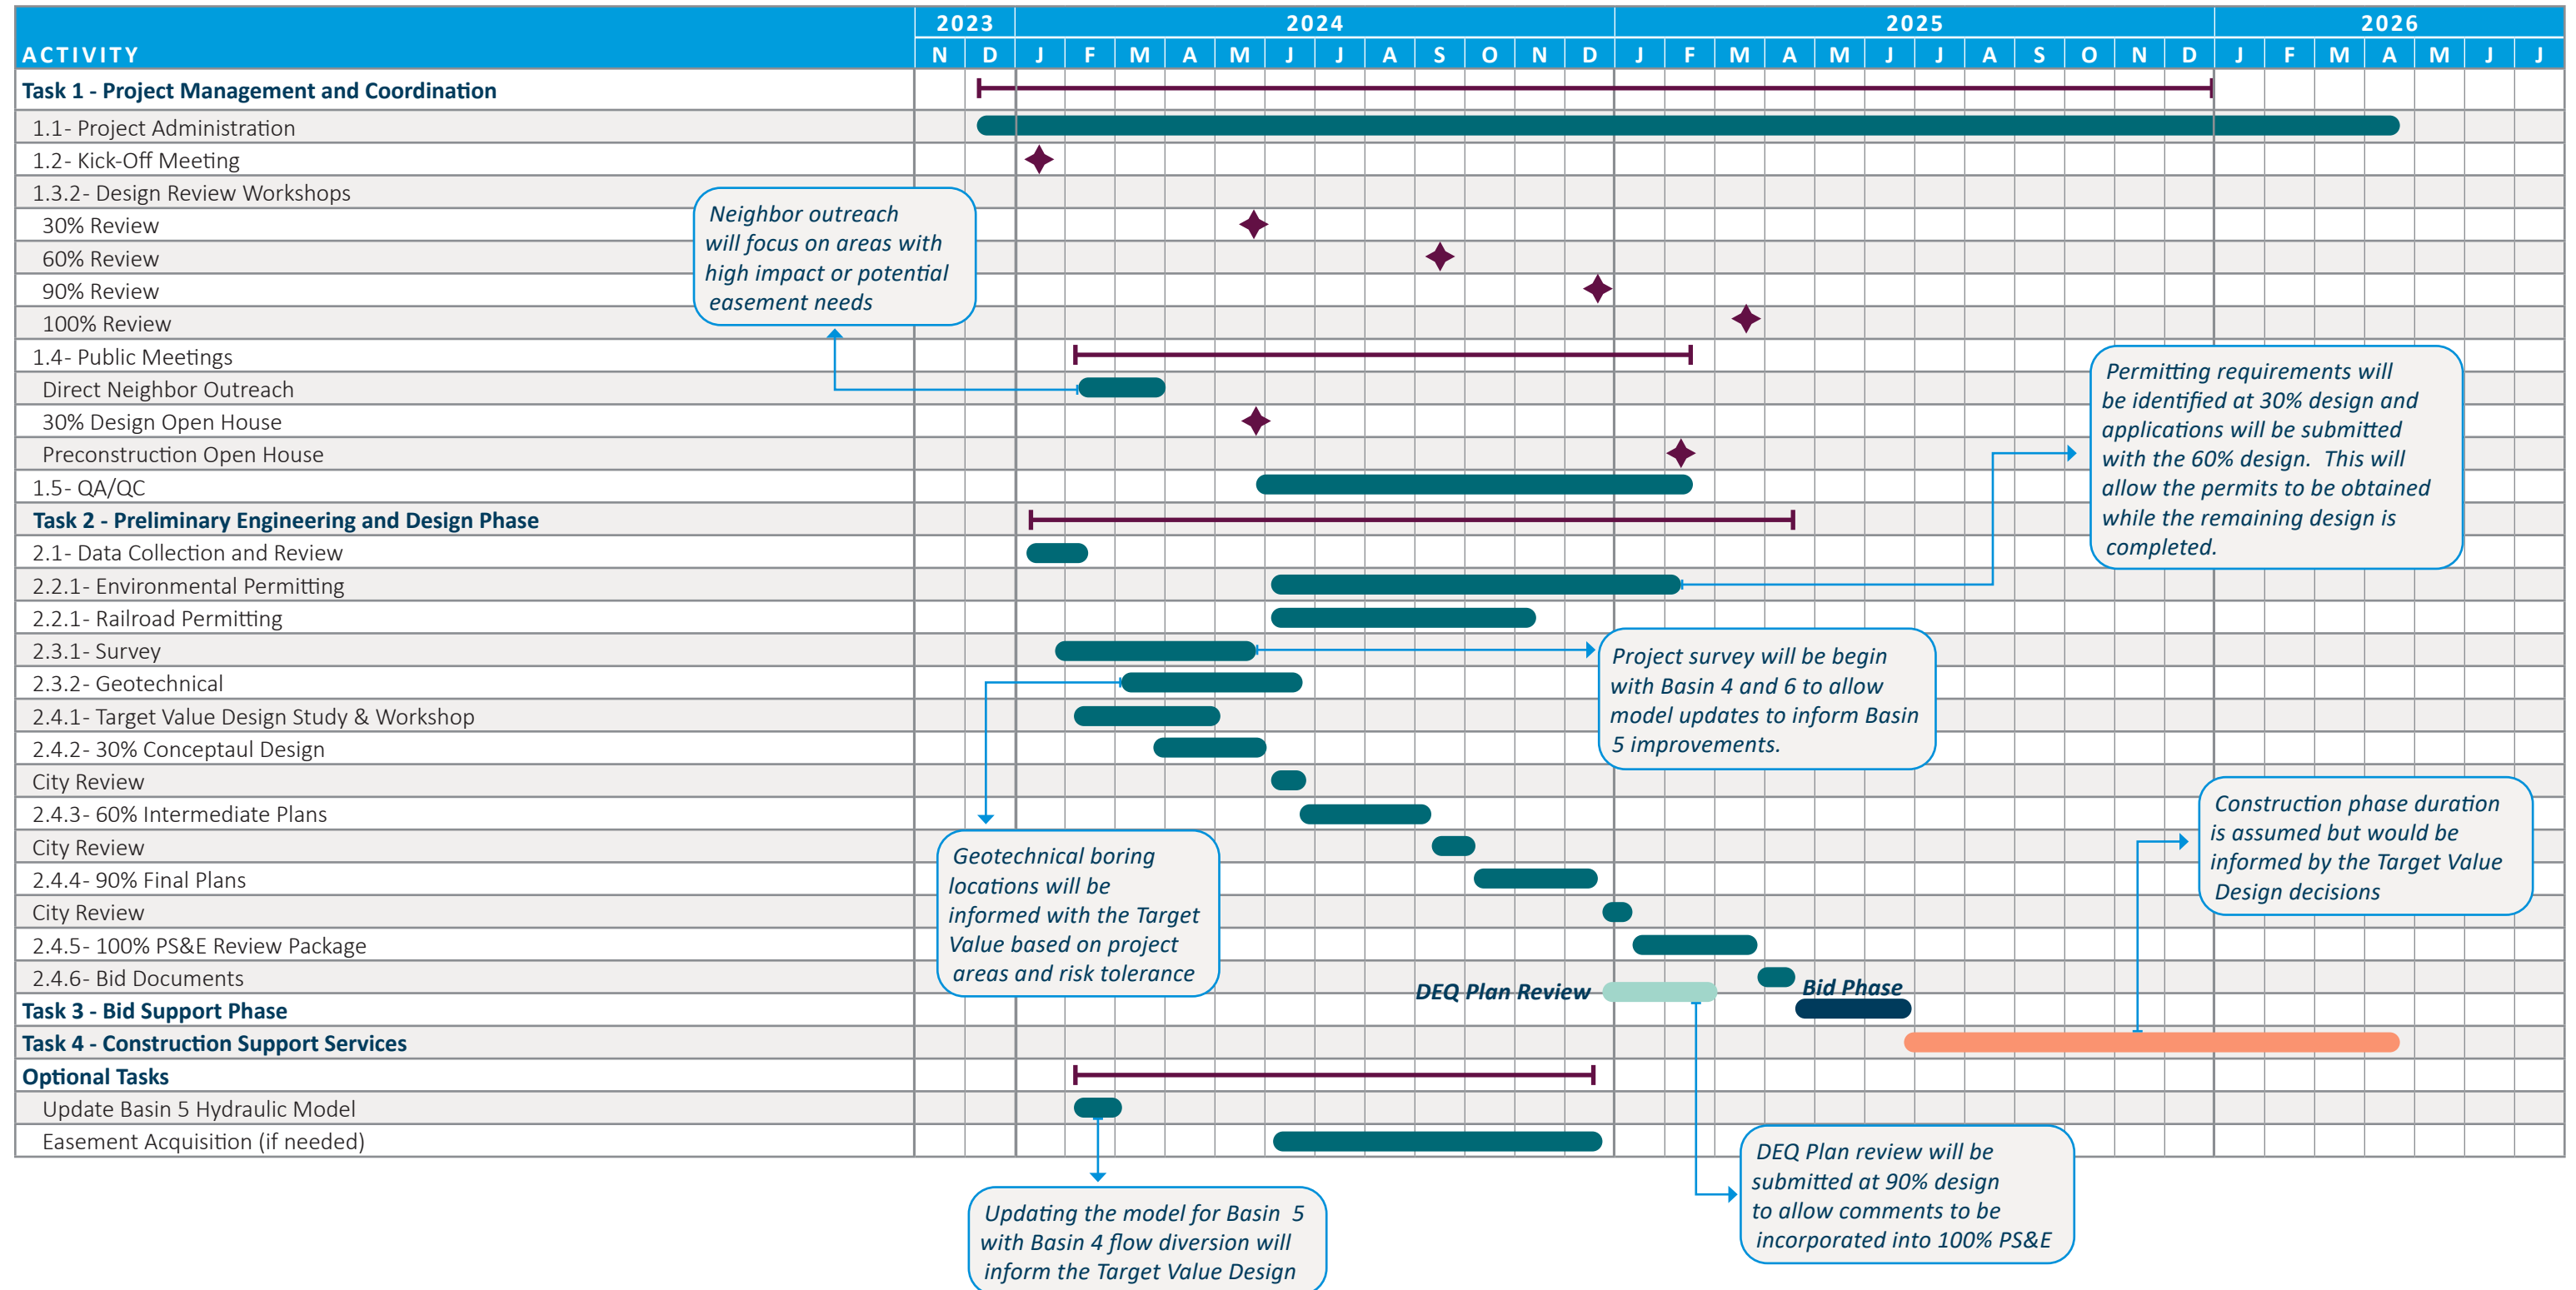 2023 2024 2025 2026
ACTIVITY N D J F M A M J J A S O N D J F M A M J J A S O N D J F M A M J J
Task 1 - Project Management and Coordination
1.1- Project Administration
1.2- Kick-Off Meeting
1.3.2- Design Review Workshops
30% Review
60% Review
90% Review
100% Review
Neighbor outreach
will focus on areas with
high impact or potential
easement needs
1.4- Public Meetings
Direct Neighbor Outreach
30% Design Open House
Preconstruction Open House
1.5- QA/QC
Permitting requirements will
be identified at 30% design and
applications will be submitted
with the 60% design. This will
allow the permits to be obtained
while the remaining design is
completed.
Task 2 - Preliminary Engineering and Design Phase
2.1- Data Collection and Review
2.2.1- Environmental Permitting
2.2.1- Railroad Permitting
2.3.1- Survey
2.3.2- Geotechnical
2.4.1- Target Value Design Study & Workshop
2.4.2- 30% Conceptaul Design
Project survey will be begin
with Basin 4 and 6 to allow
model updates to inform Basin
5 improvements.
City Review
2.4.3- 60% Intermediate Plans
City Review
2.4.4- 90% Final Plans
City Review
2.4.5- 100% PS&E Review Package
2.4.6- Bid Documents
Geotechnical boring
locations will be
informed with the Target
Value based on project
areas and risk tolerance
Construction phase duration
is assumed but would be
informed by the Target Value
Design decisions
DEQ Plan Review
Bid Phase
Task 3 - Bid Support Phase
Task 4 - Construction Support Services
Optional Tasks
Update Basin 5 Hydraulic Model
Easement Acquisition (if needed)
DEQ Plan review will be
submitted at 90% design
to allow comments to be
incorporated into 100% PS&E
Updating the model for Basin 5
with Basin 4 flow diversion will
inform the Target Value Design